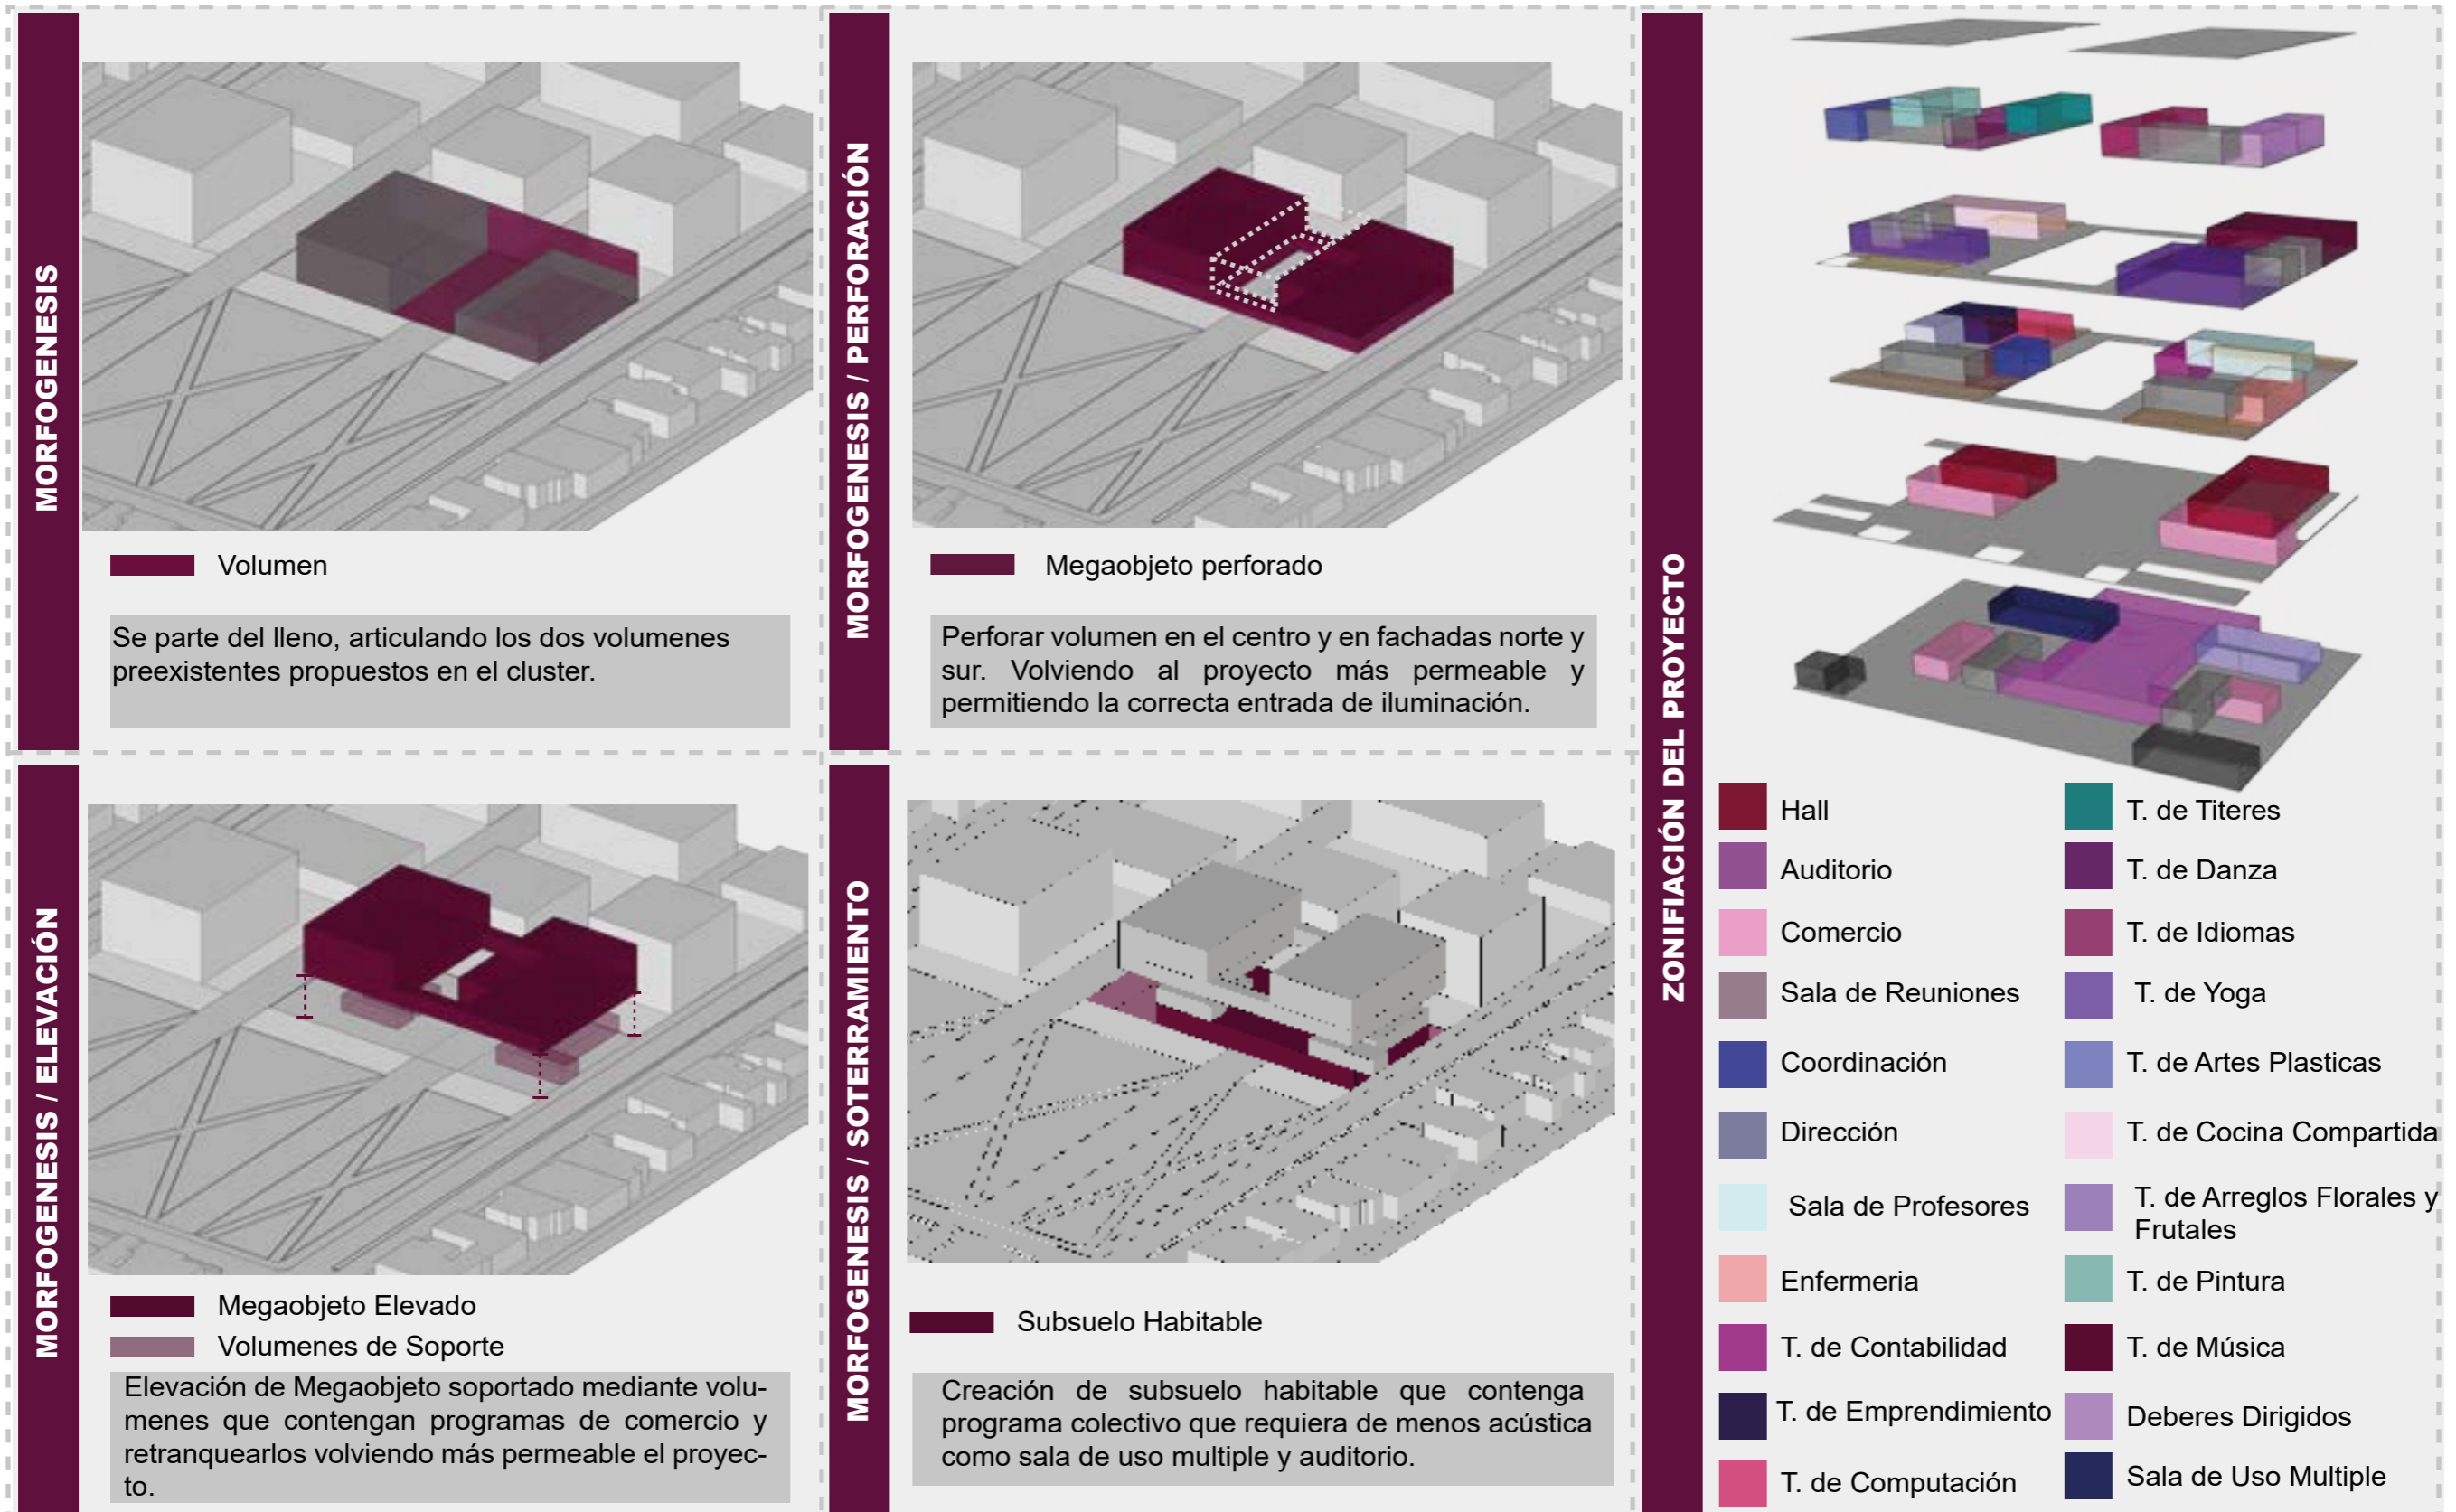 MORFOGENESIS
Volumen
Se parte del lleno, articulando los dos volumenes
preexistentes propuestos en el cluster.
MORFOGENESIS / PERFORACIÓN
Megaobjeto perforado
Perforar volumen en el centro y en fachadas norte y
sur. Volviendo al proyecto más permeable y
permitiendo la correcta entrada de iluminación.
MORFOGENESIS / ELEVACIÓN
Megaobjeto Elevado
Volumenes de Soporte
Elevación de Megaobjeto soportado mediante volu-
menes que contengan programas de comercio y
retranquearlos volviendo más permeable el proyec-
to.
MORFOGENESIS / SOTERRAMIENTO
Subsuelo Habitable
Creación de subsuelo habitable que contenga
programa colectivo que requiera de menos acústica
como sala de uso multiple y auditorio.
ZONIFIACIÓN DEL PROYECTO
Hall
Auditorio
Comercio
Sala de Reuniones
Coordinación
Dirección
Sala de Profesores
Enfermeria
T. de Contabilidad
T. de Emprendimiento
T. de Computación
T. de Titeres
T. de Danza
T. de Idiomas
T. de Yoga
T. de Artes Plasticas
T. de Cocina Compartida
T. de Arreglos Florales y
Frutales
T. de Pintura
T. de Música
Deberes Dirigidos
Sala de Uso Multiple